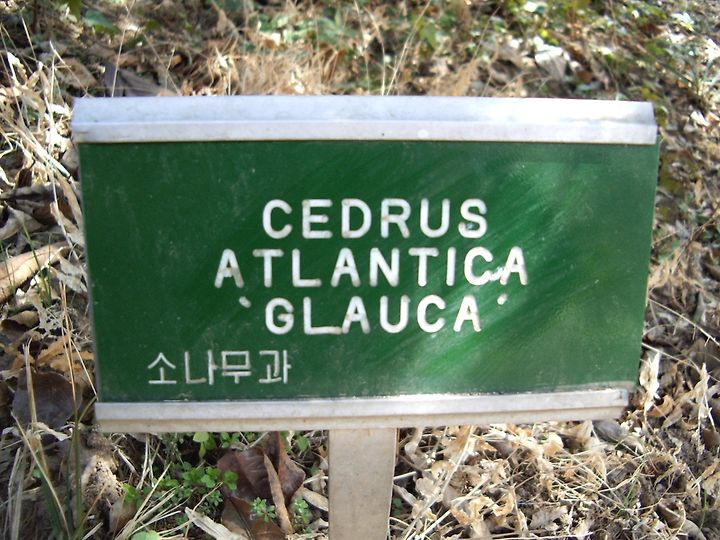 CEDRUS
ATLANTICA
'GLAUCA'
소나무과